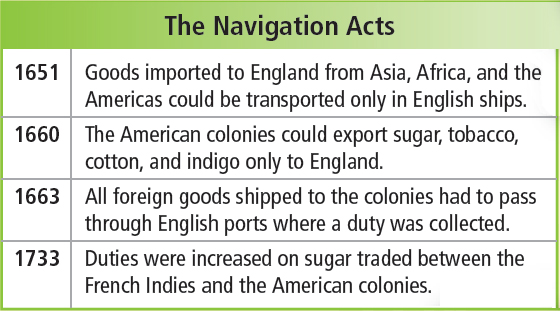 The Navigation Acts
1651 Goods imported to England from Asia, Africa, and the
Americas could be transported only in English ships.
1660 The American colonies could export sugar, tobacco,
cotton, and indigo only to England.
1663 All foreign goods shipped to the colonies had to pass
through English ports where a duty was collected.
1733 Duties were increased on sugar traded between the
French Indies and the American colonies.